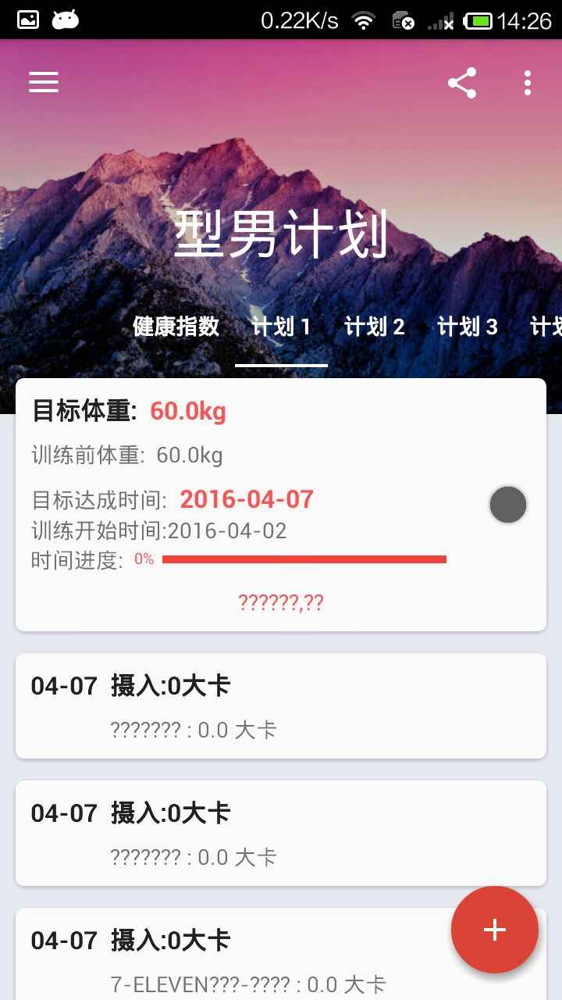 0.22K/s 14:26
型男计划
健康指数 计划 1 计划 2 计划 3 计划
目标体重: 60.0kg
训练前体重: 60.0kg
目标达成时间: 2016-04-07
训练开始时间:2016-04-02
时间进度: 0%
??????,??
04-07 摄入:0大卡
??????? : 0.0 大卡
04-07 摄入:0大卡
??????? : 0.0 大卡
04-07 摄入:0大卡
7-ELEVEN???-???? : 0.0 大卡